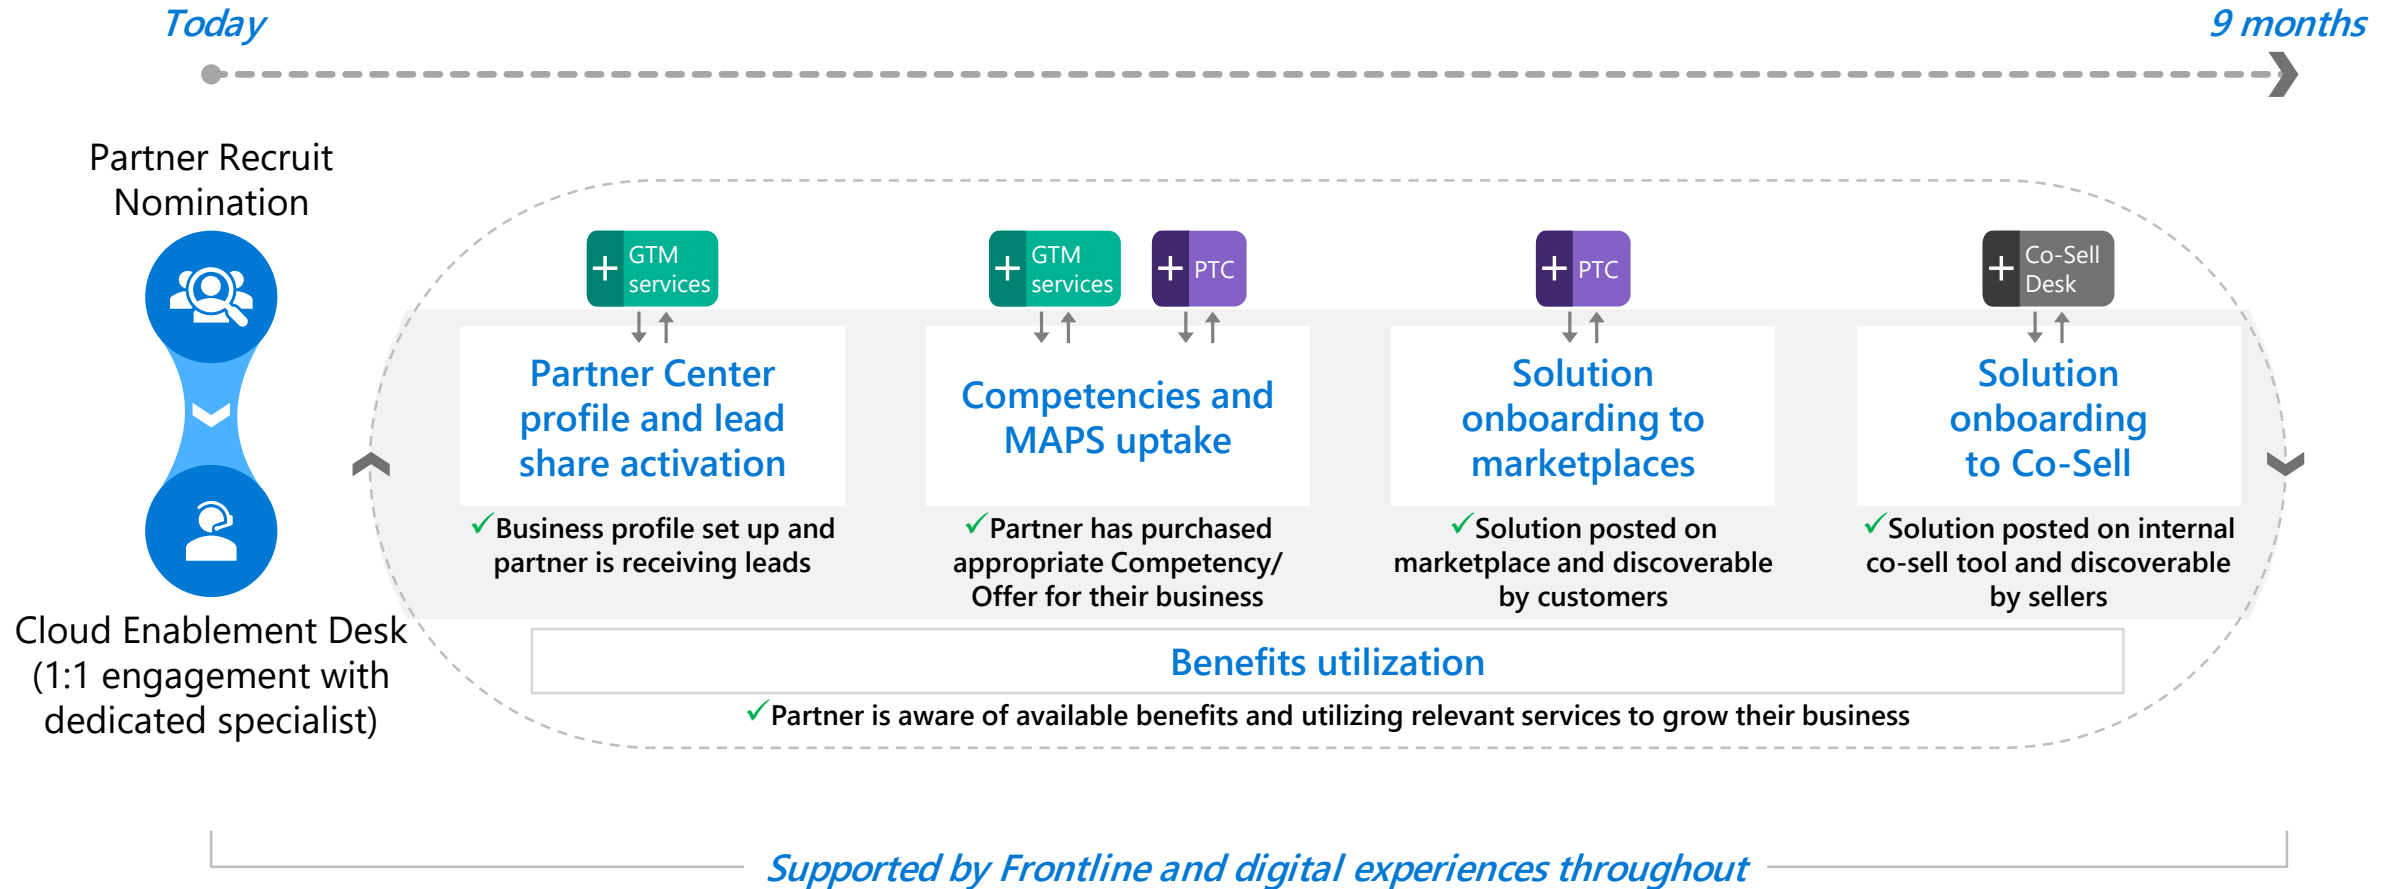 Today
9 months
Partner Recruit
Nomination
Cloud Enablement Desk
(1:1 engagement with
dedicated specialist)
+ GTM
services
Partner Center
profile and lead
share activation
✓Business profile set up and
partner is receiving leads
+ GTM
services
+ PTC
Competencies and
MAPS uptake
✓Partner has purchased
appropriate Competency/
Offer for their business
+ PTC
Solution
onboarding to
marketplaces
✓Solution posted on
marketplace and discoverable
by customers
+ Co-Sell
Desk
Solution
onboarding
to Co-Sell
✓Solution posted on internal
co-sell tool and discoverable
by sellers
Benefits utilization
✓Partner is aware of available benefits and utilizing relevant services to grow their business
Supported by Frontline and digital experiences throughout